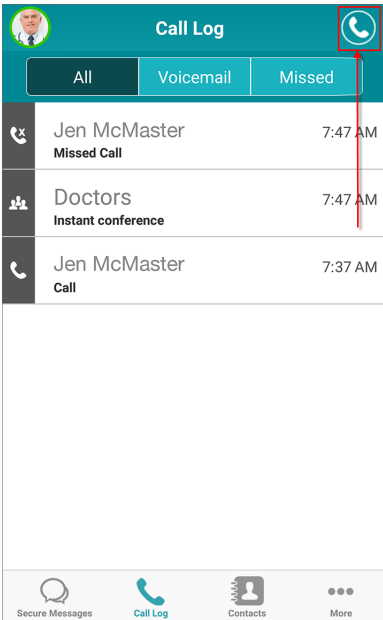 Call Log
All Voicemail Missed
Jen McMaster 7:47 AM
Missed Call
Doctors 7:47 AM
Instant conference
Jen McMaster 7:37 AM
Call
Secure Messages Call Log Contacts More